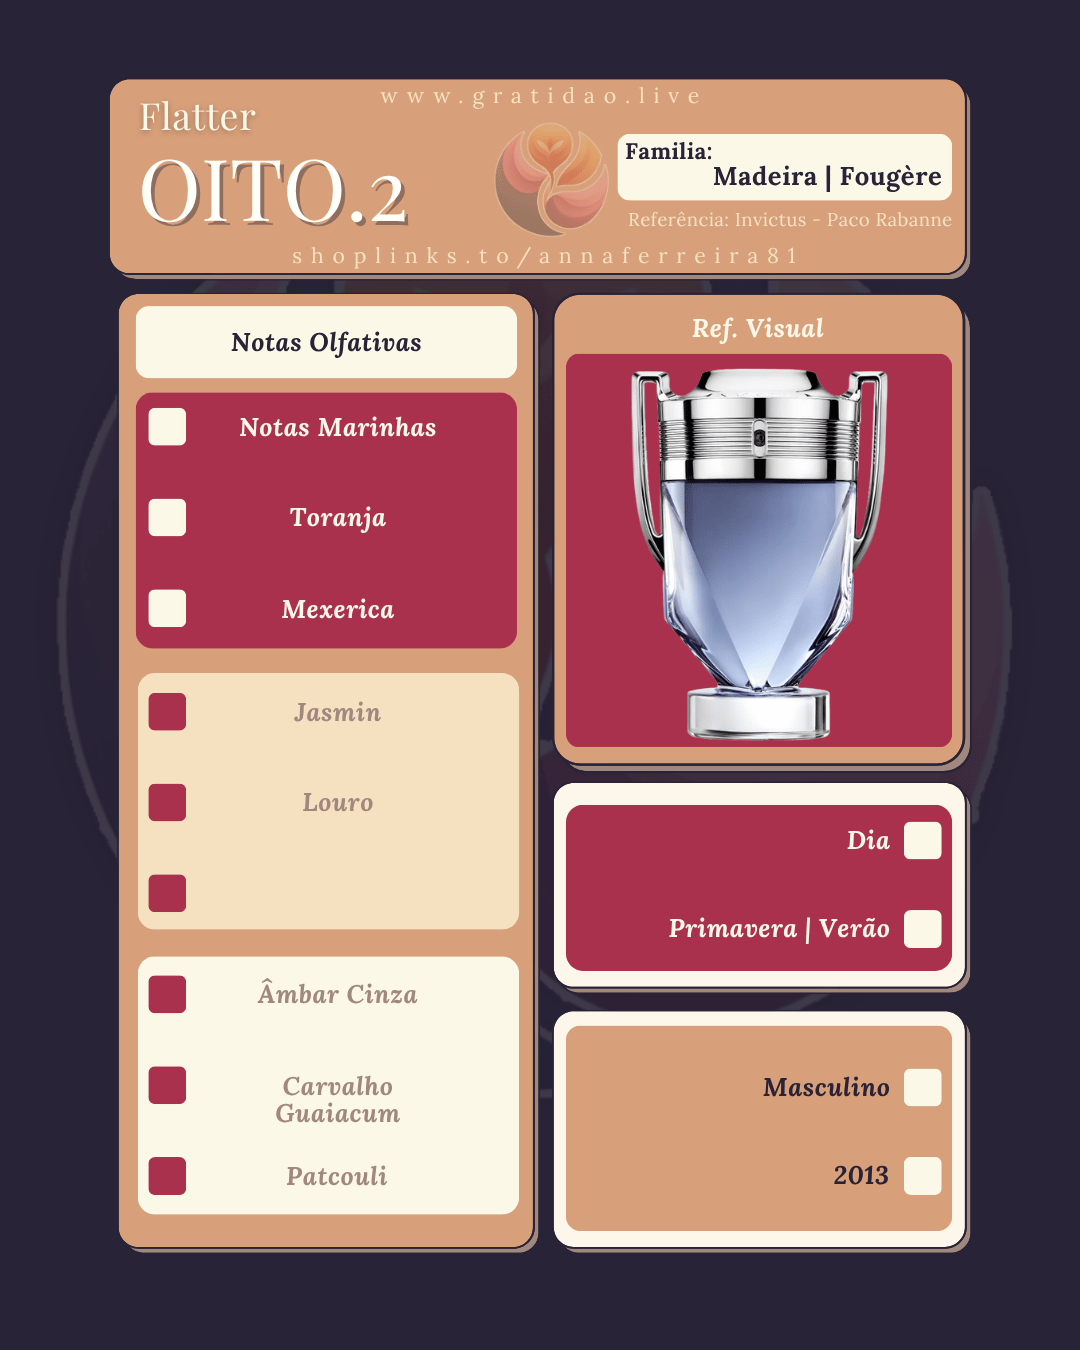 www.gratidao.live
Flatter
OITO.2
Familia:
Madeira | Fougère
Referência: Invictus - Paco Rabanne
shoplinks.to/annaferreira81
Notas Olfativas
Notas Marinhas
Toranja
Mexerica
Jasmin
Louro
Âmbar Cinza
Carvalho
Guaiacum
Patcouli
Ref. Visual
Dia
Primavera | Verão
Masculino
2013